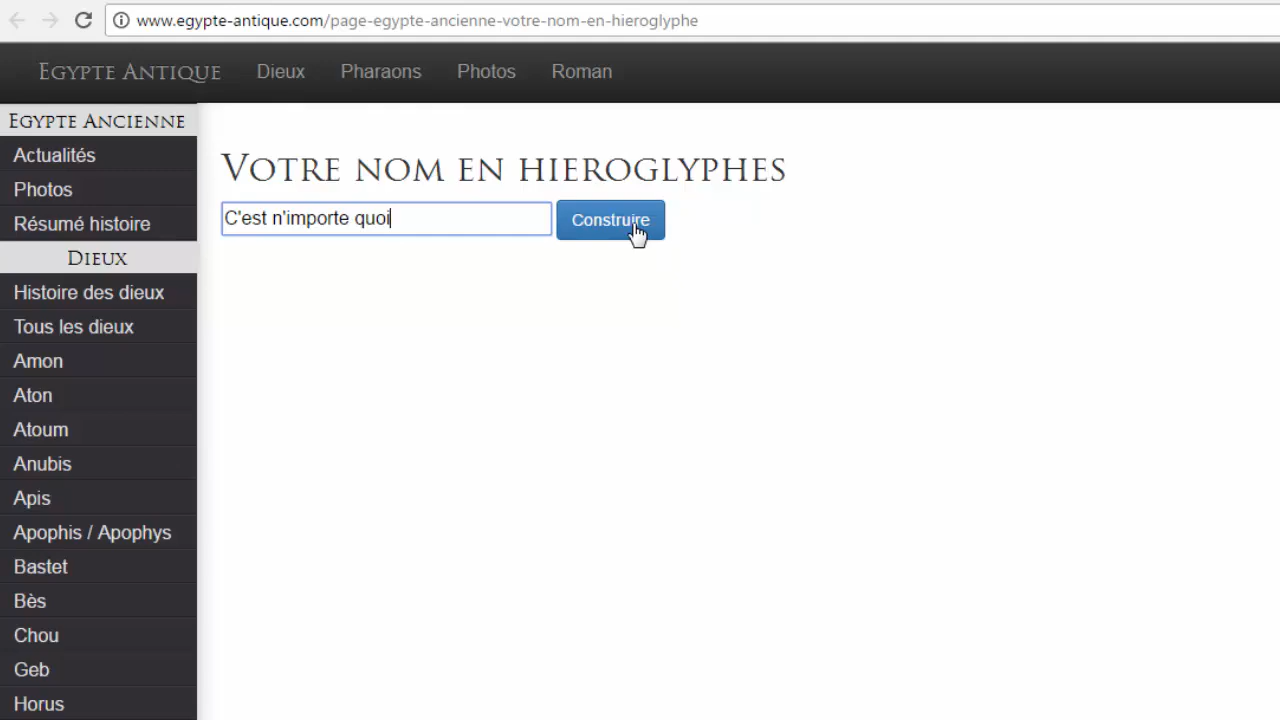 www.egypte-antique.com/page-egypte-ancienne-votre-nom-en-hieroglyphe
Egypte Antique Dieux Pharaons Photos Roman
Egypte Ancienne
Actualités
Photos
Résumé histoire
Dieux
Histoire des dieux
Tous les dieux
Amon
Aton
Atoum
Anubis
Apis
Apophis / Apophys
Bastet
Bès
Chou
Geb
Horus
Votre nom en hieroglyphes
C'est n'importe quoi Construire